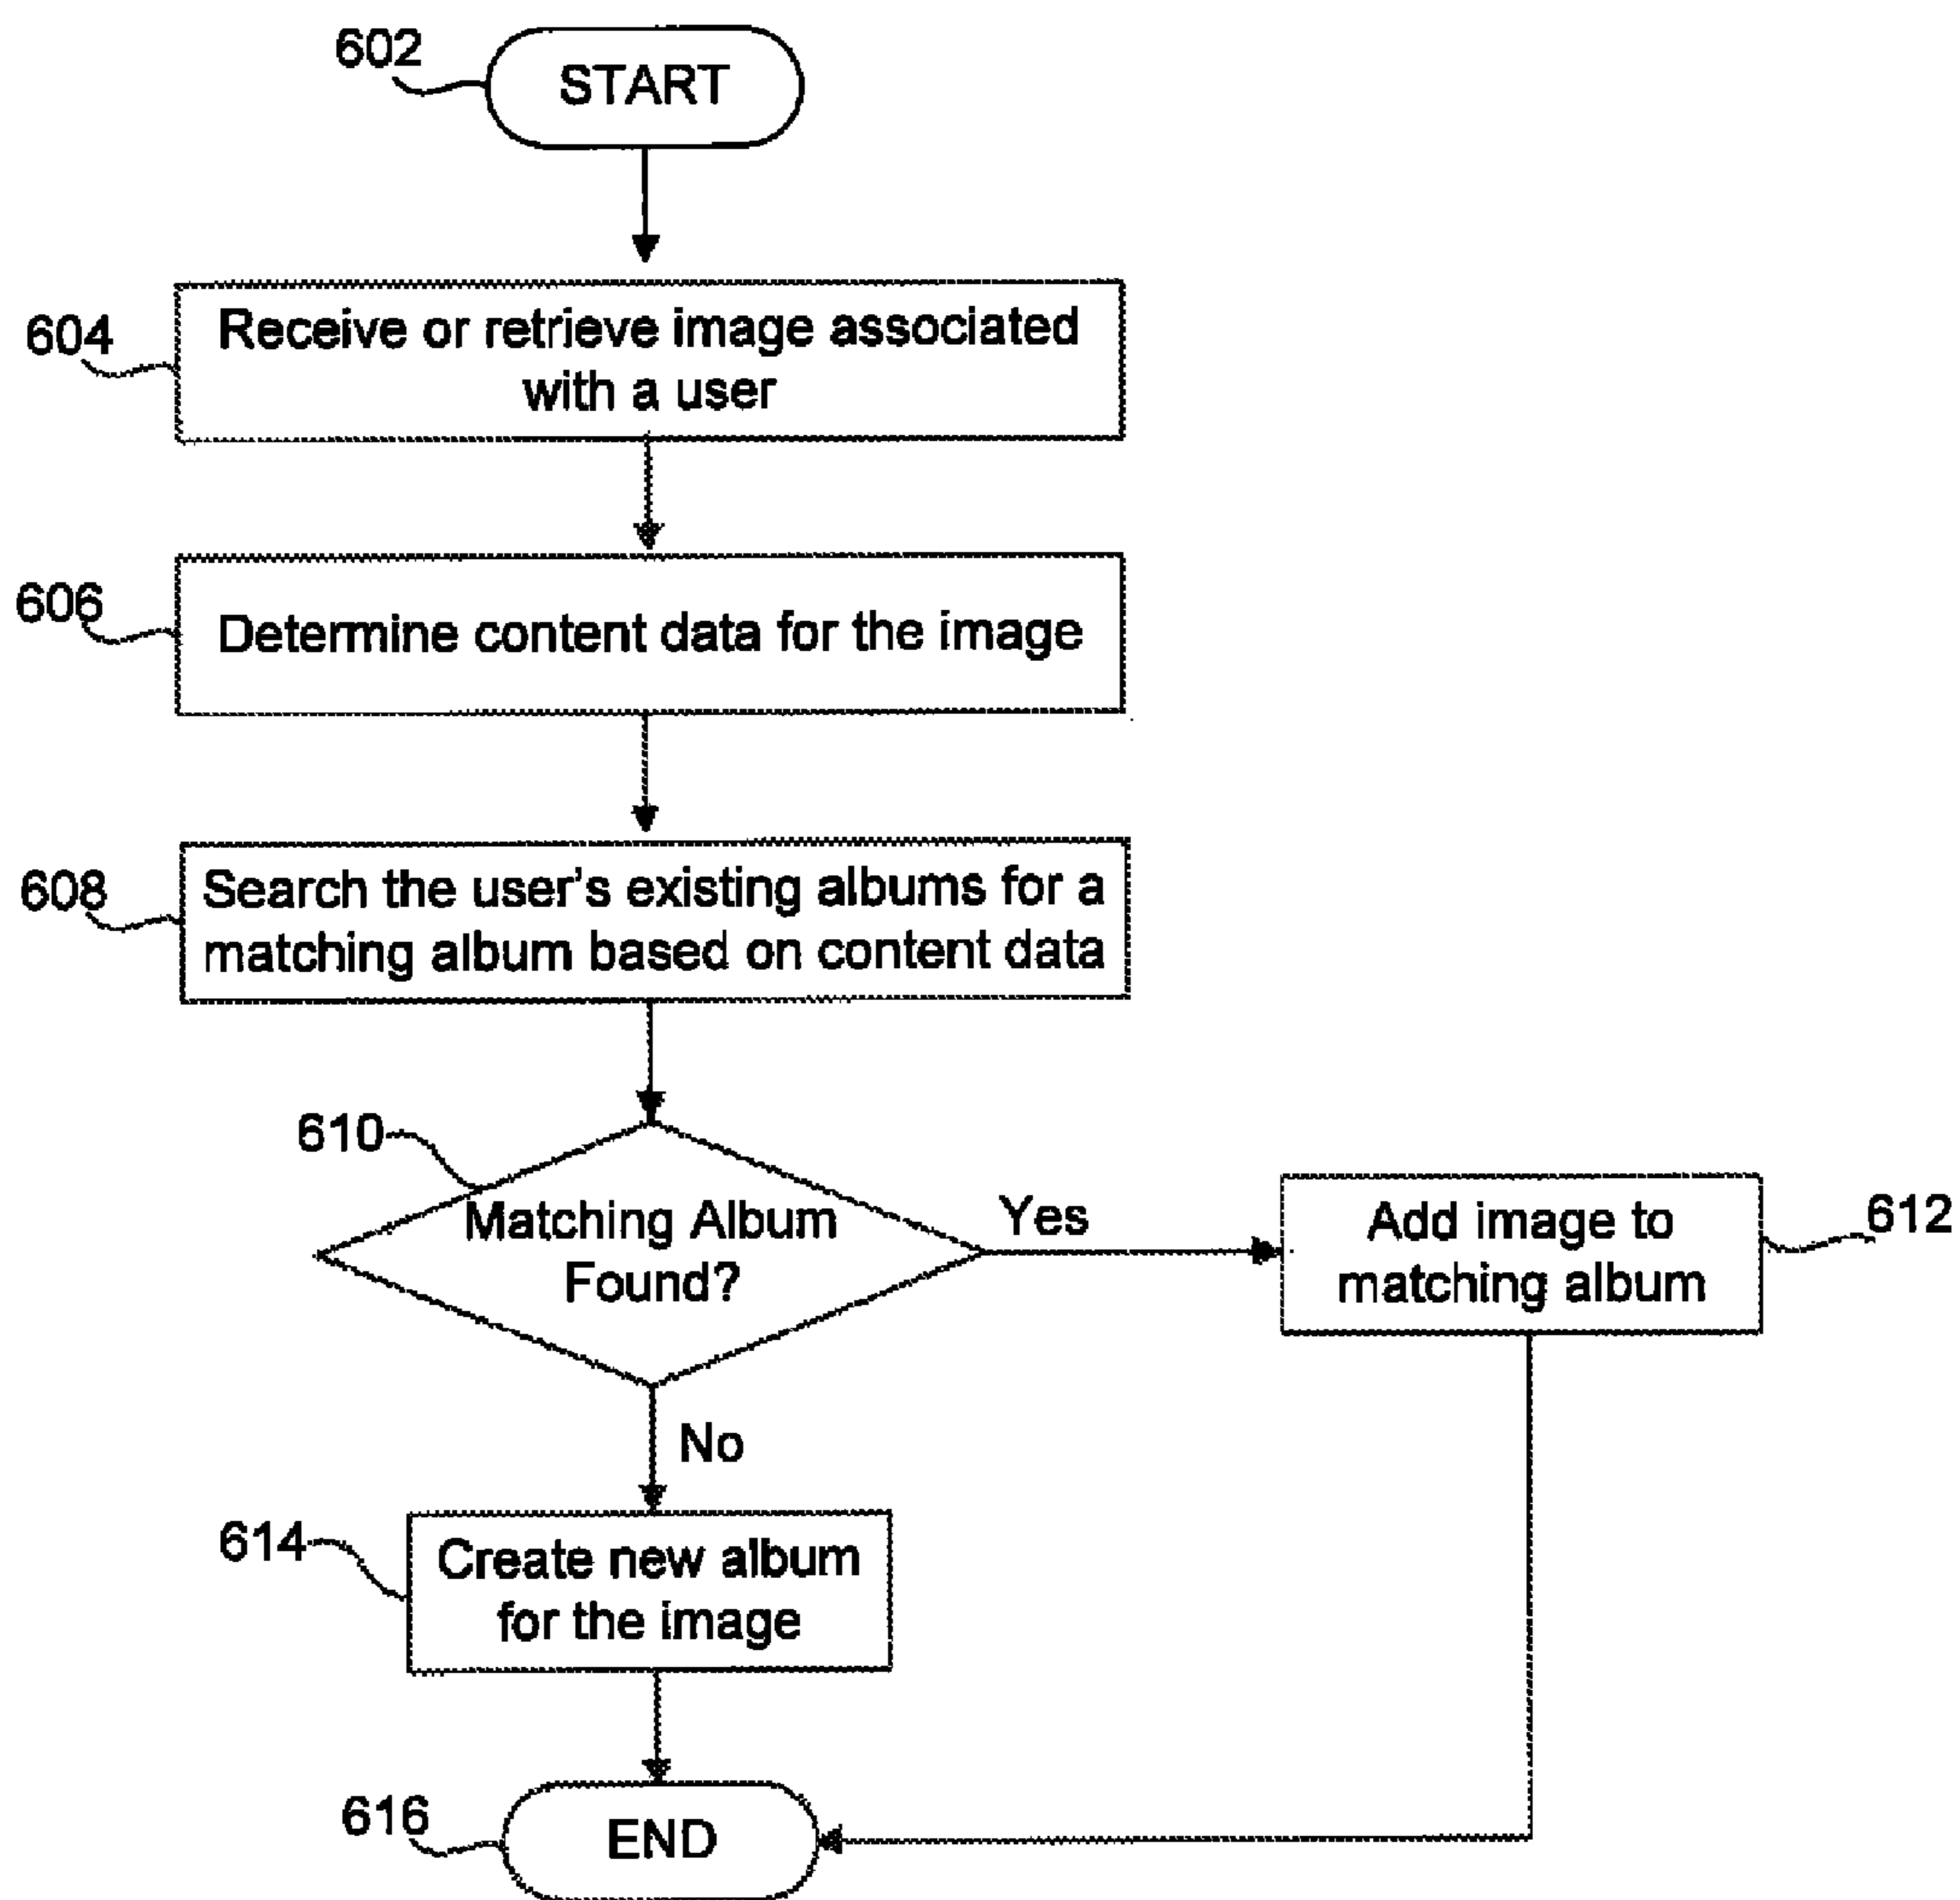 602
START
604
Receive or retrieve image associated
with a user
606
Determine content data for the image
608
Search the user's existing albums for a
matching album based on content data
610
Matching Album
Found?
Yes
Add image to
matching album
612
No
614
Create new album
for the image
616
END